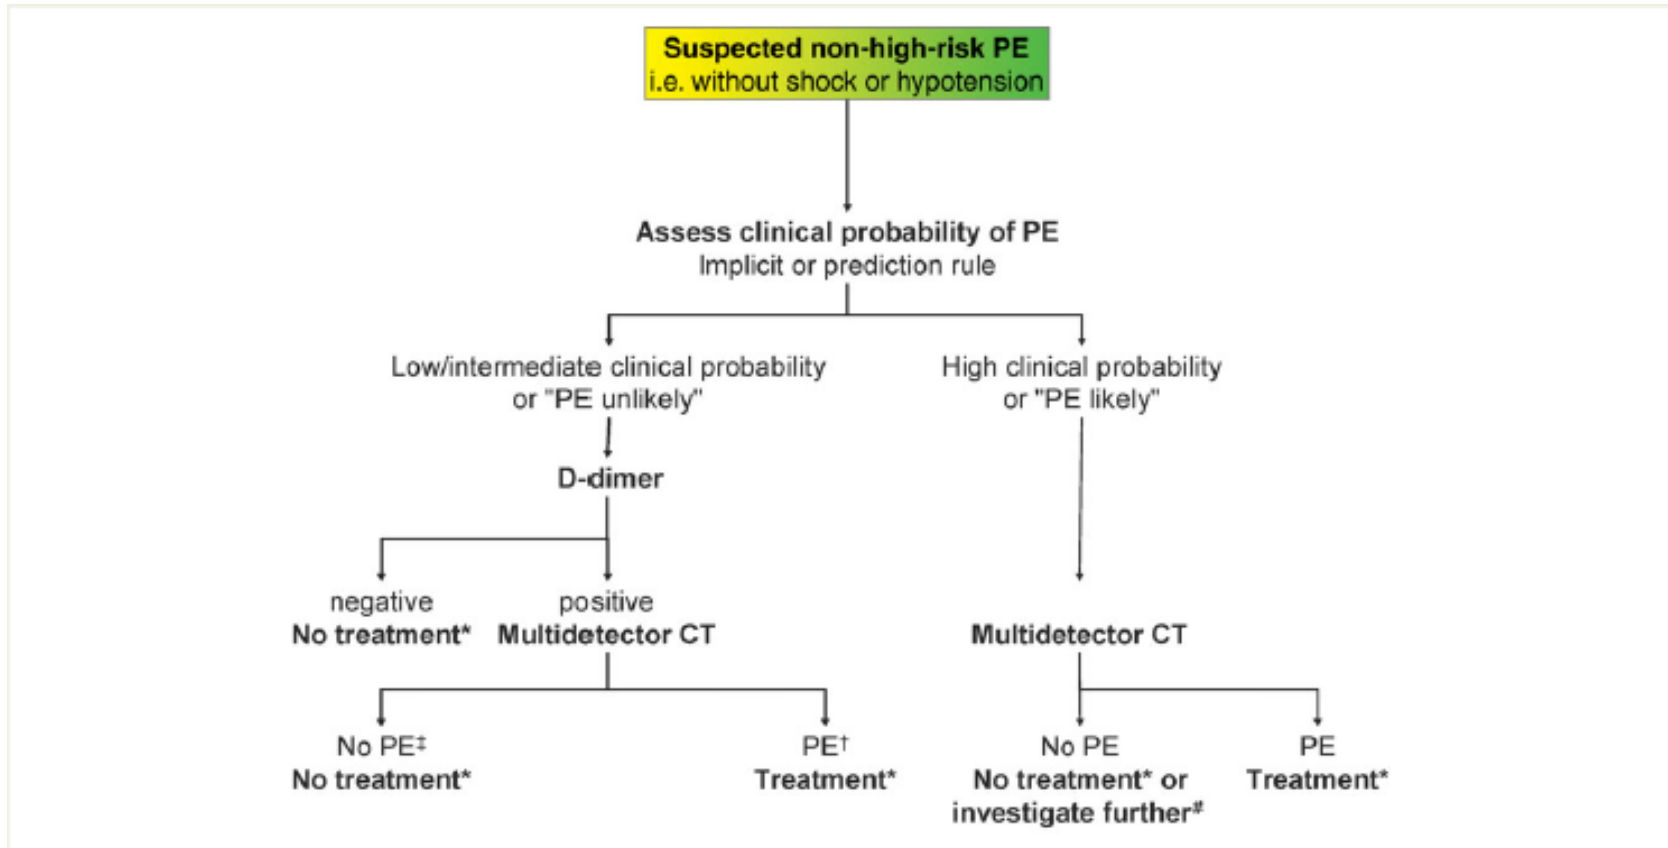 Suspected non-high-risk PE
i.e. without shock or hypotension
Assess clinical probability of PE
Implicit or prediction rule
Low/intermediate clinical probability
or "PE unlikely"
High clinical probability
or "PE likely"
D-dimer
negative
No treatment*
positive
Multidetector CT
Multidetector CT
No PE‡
No treatment*
PE†
Treatment*
No PE
No treatment* or
investigate further#
PE
Treatment*